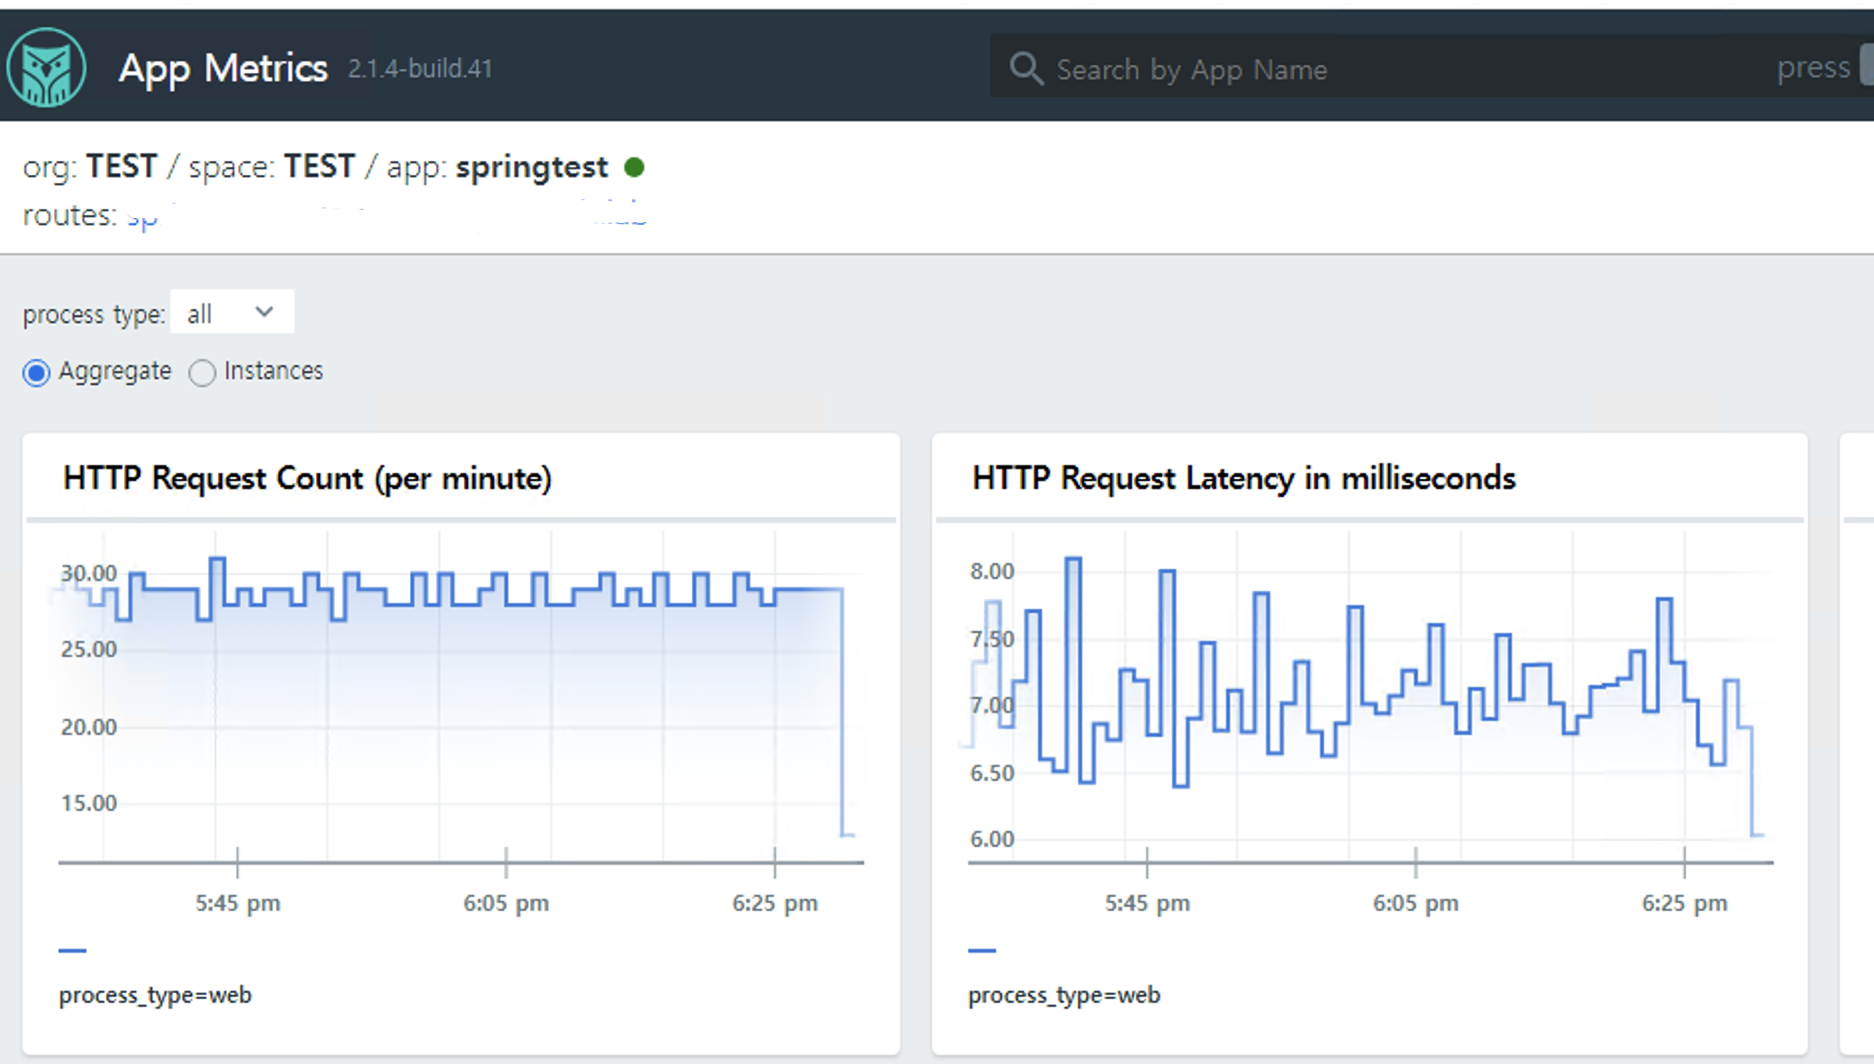 App Metrics 2.1.4-build.41
Search by App Name press
org: TEST / space: TEST / app: springtest
routes:
process type: all
Aggregate Instances
HTTP Request Count (per minute)
30.00
25.00
20.00
15.00
5:45 pm 6:05 pm 6:25 pm
process_type=web
HTTP Request Latency in milliseconds
8.00
7.50
7.00
6.50
6.00
5:45 pm 6:05 pm 6:25 pm
process_type=web